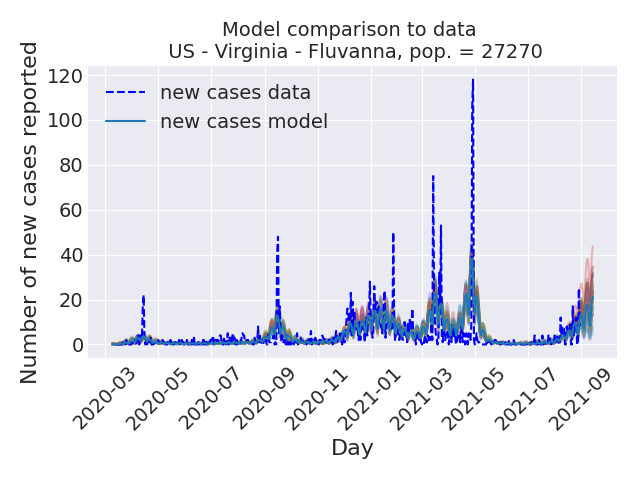 Model comparison to data
US - Virginia - Fluvanna, pop. = 27270
Number of new cases reported
120
100
80
60
40
20
0
new cases data
new cases model
2020-03
2020-05
2020-07
2020-09
2020-11
2021-01
2021-03
2021-05
2021-07
2021-09
Day